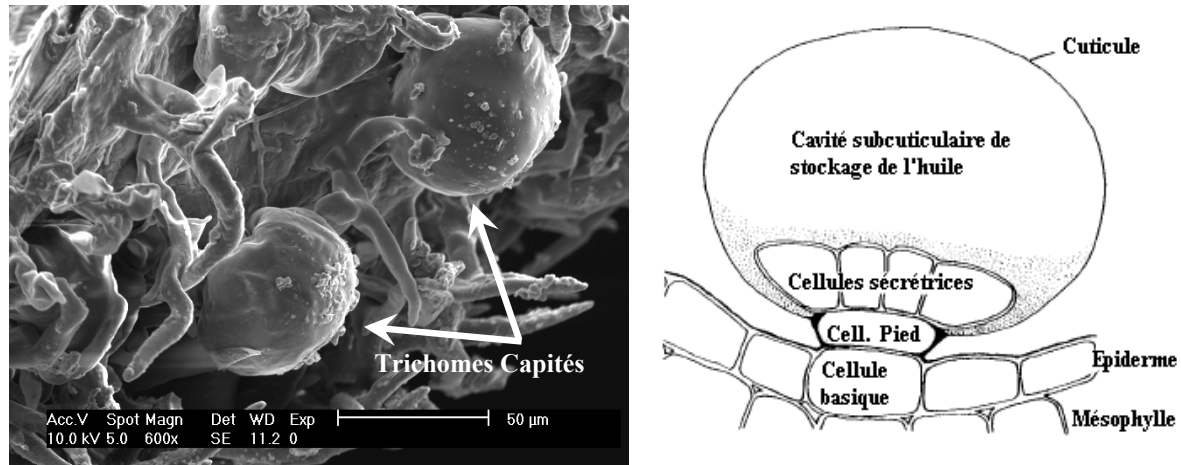 Trichomes Capités
Acc.V Spot Magn Det WD Exp
10.0 kV 5.0 600x SE 11.2 0
50 µm
Cuticule
Cavité subcuticulaire de
stockage de l'huile
Cellules sécrétrices
Cell. Pied
Cellule
basique
Epiderme
Mésophylle